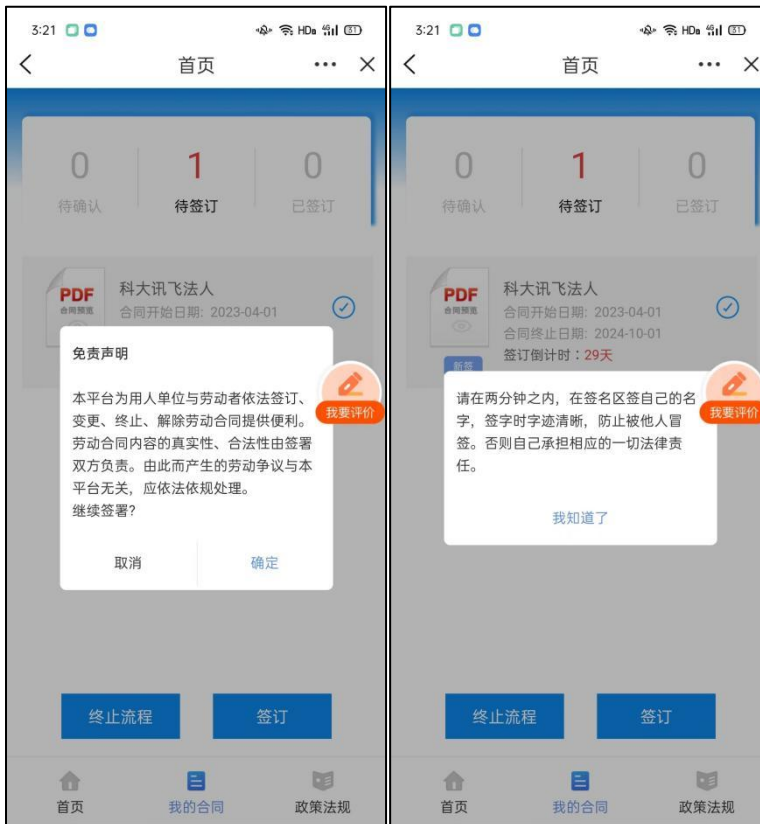 3:21
HDB 4G 31
首页
0
1
0
待确认
待签订
已签订
PDF
合同预览
科大讯飞法人
合同开始日期: 2023-04-01
免责声明
本平台为用人单位与劳动者依法签订、
变更、终止、解除劳动合同提供便利。
劳动合同内容的真实性、合法性由签署
双方负责。由此而产生的劳动争议与本
平台无关，应依法依规处理。
继续签署?
取消
确定
我要评价
终止流程
签订
首页
我的合同
政策法规
3:21
HDB 4G 31
首页
0
1
0
待确认
待签订
已签订
PDF
合同预览
科大讯飞法人
合同开始日期: 2023-04-01
合同终止日期: 2024-10-01
签订倒计时：29天
新签
请在两分钟之内，在签名区签自己的名
字，签字时字迹清晰，防止被他人冒
签。否则自己承担相应的一切法律责
任。
我知道了
我要评价
终止流程
签订
首页
我的合同
政策法规